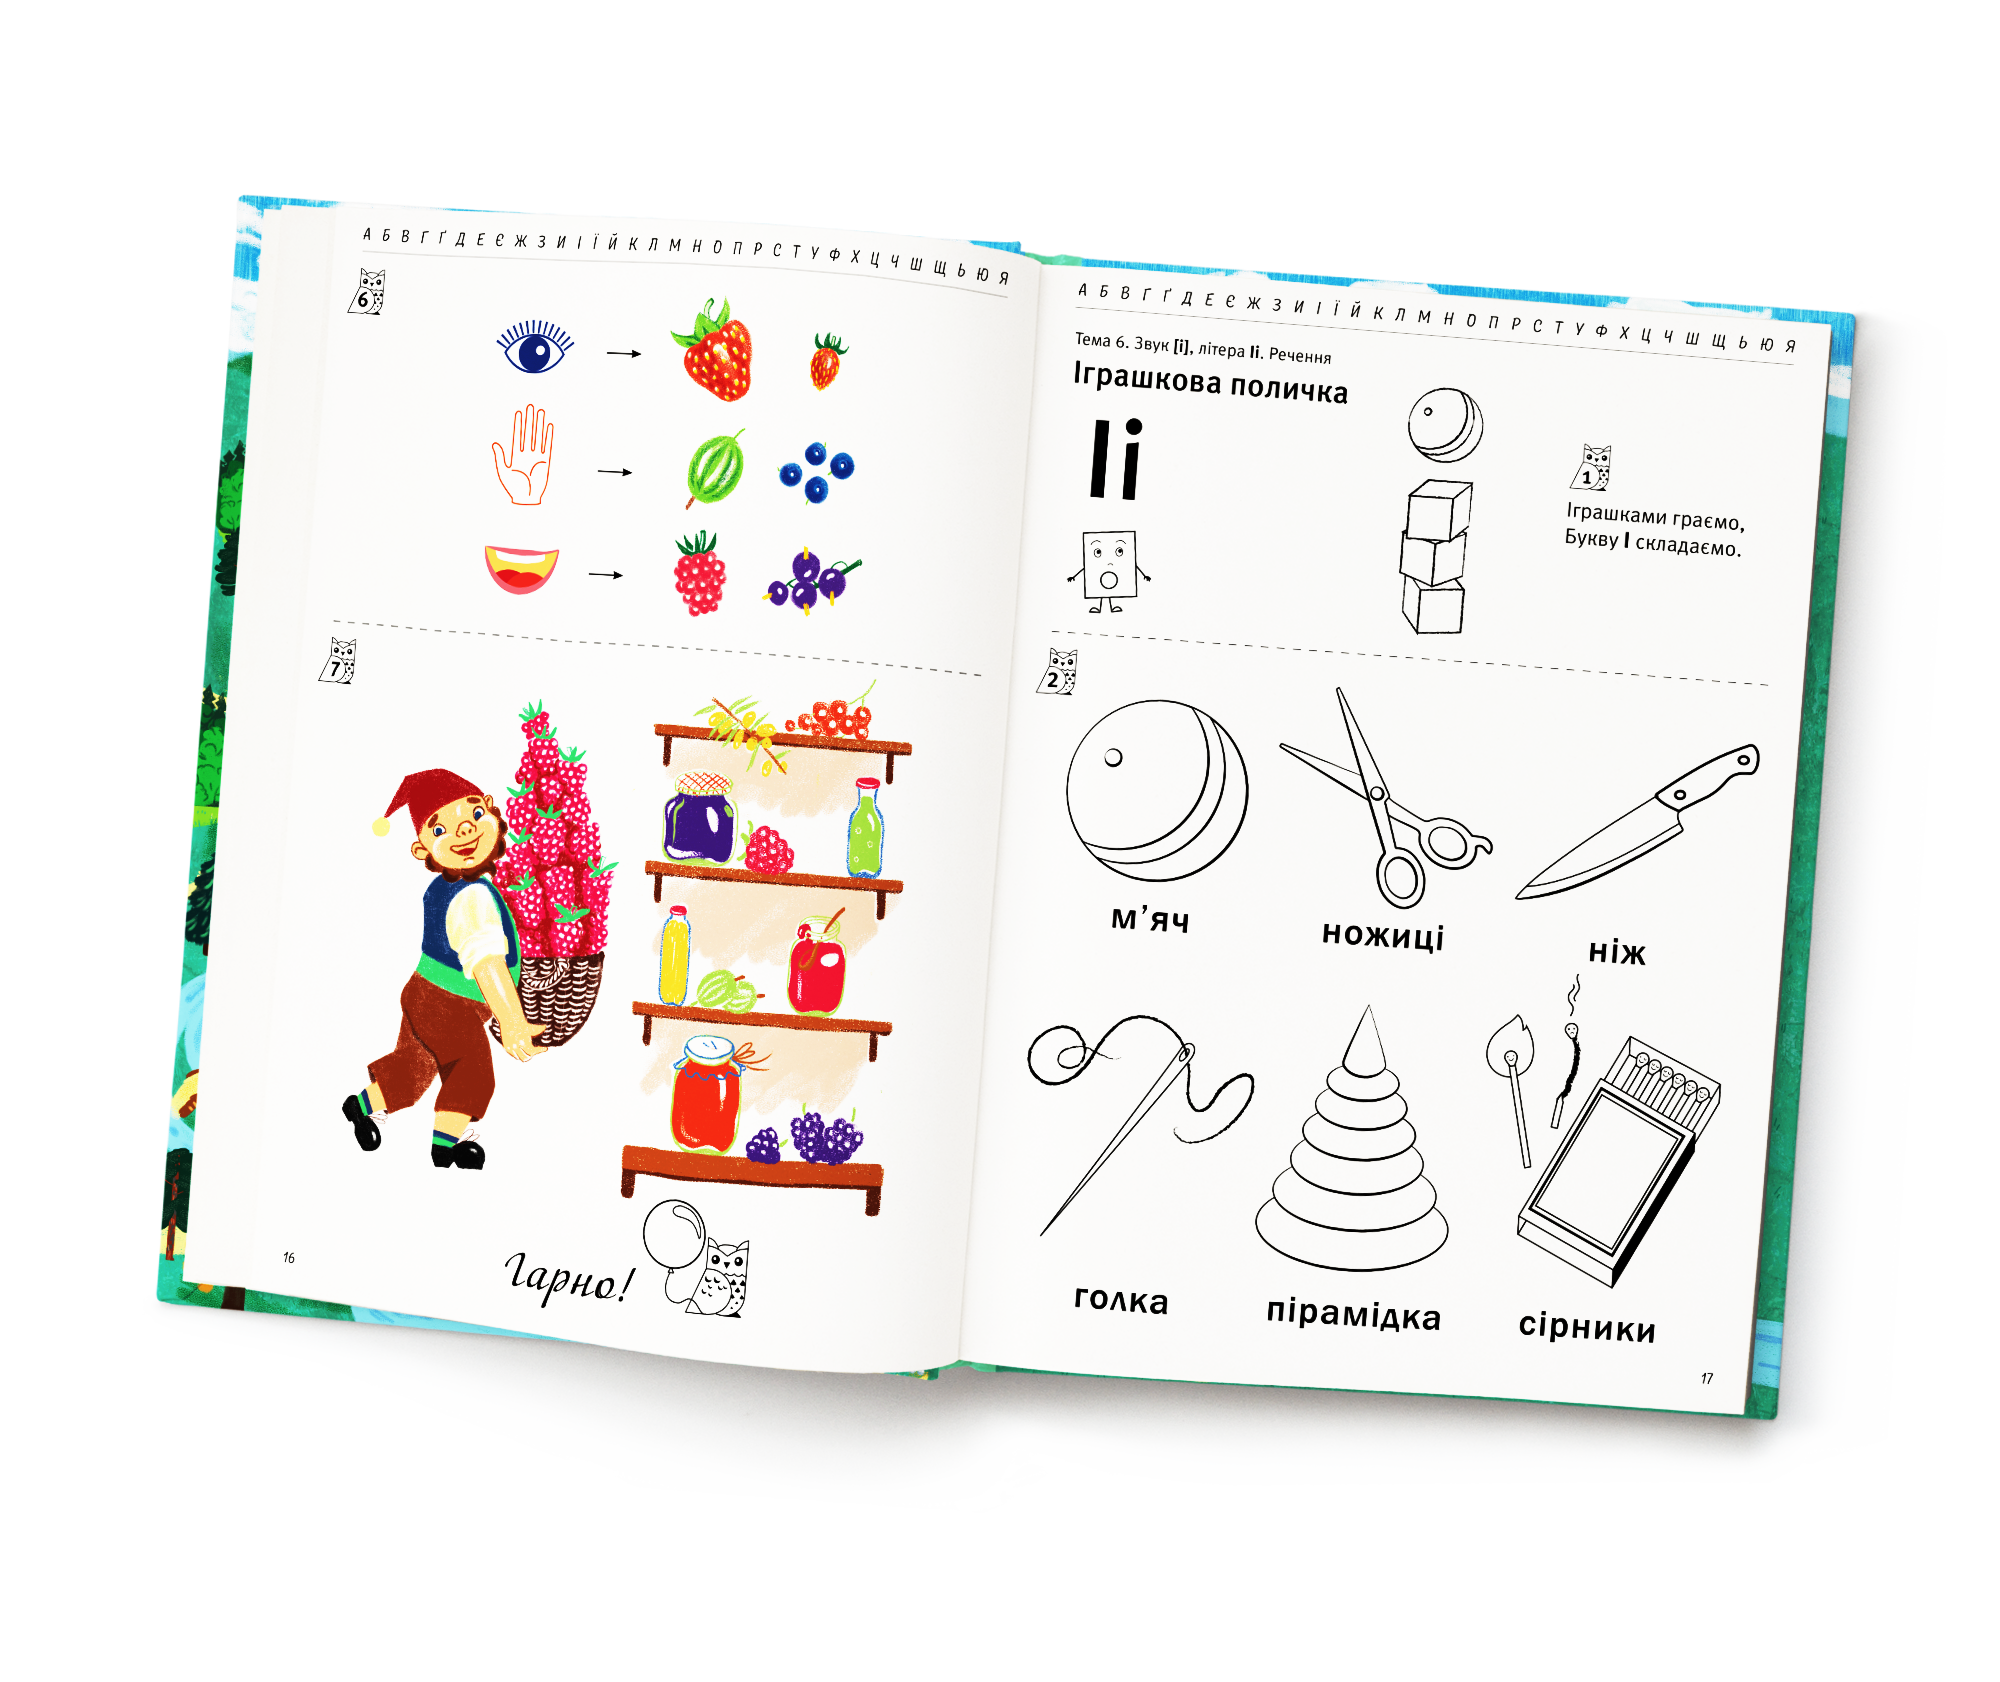 А Б В Г Ґ Д Е Є Ж З И І Ї Й К Л М Н О П Р С Т У Ф Х Ц Ч Ш Щ Ь Ю Я
6
7
Гарно!
16
А Б В Г Ґ Д Е Є Ж З И І Ї Й К Л М Н О П Р С Т У Ф Х Ц Ч Ш Щ Ь Ю Я
Тема 6. Звук [і], літера Іі. Речення
Іграшкова поличка
Іі
1
Іграшками граємо,
Букву І складаємо.
2
м’яч ножиці ніж
голка пірамідка сірники
17